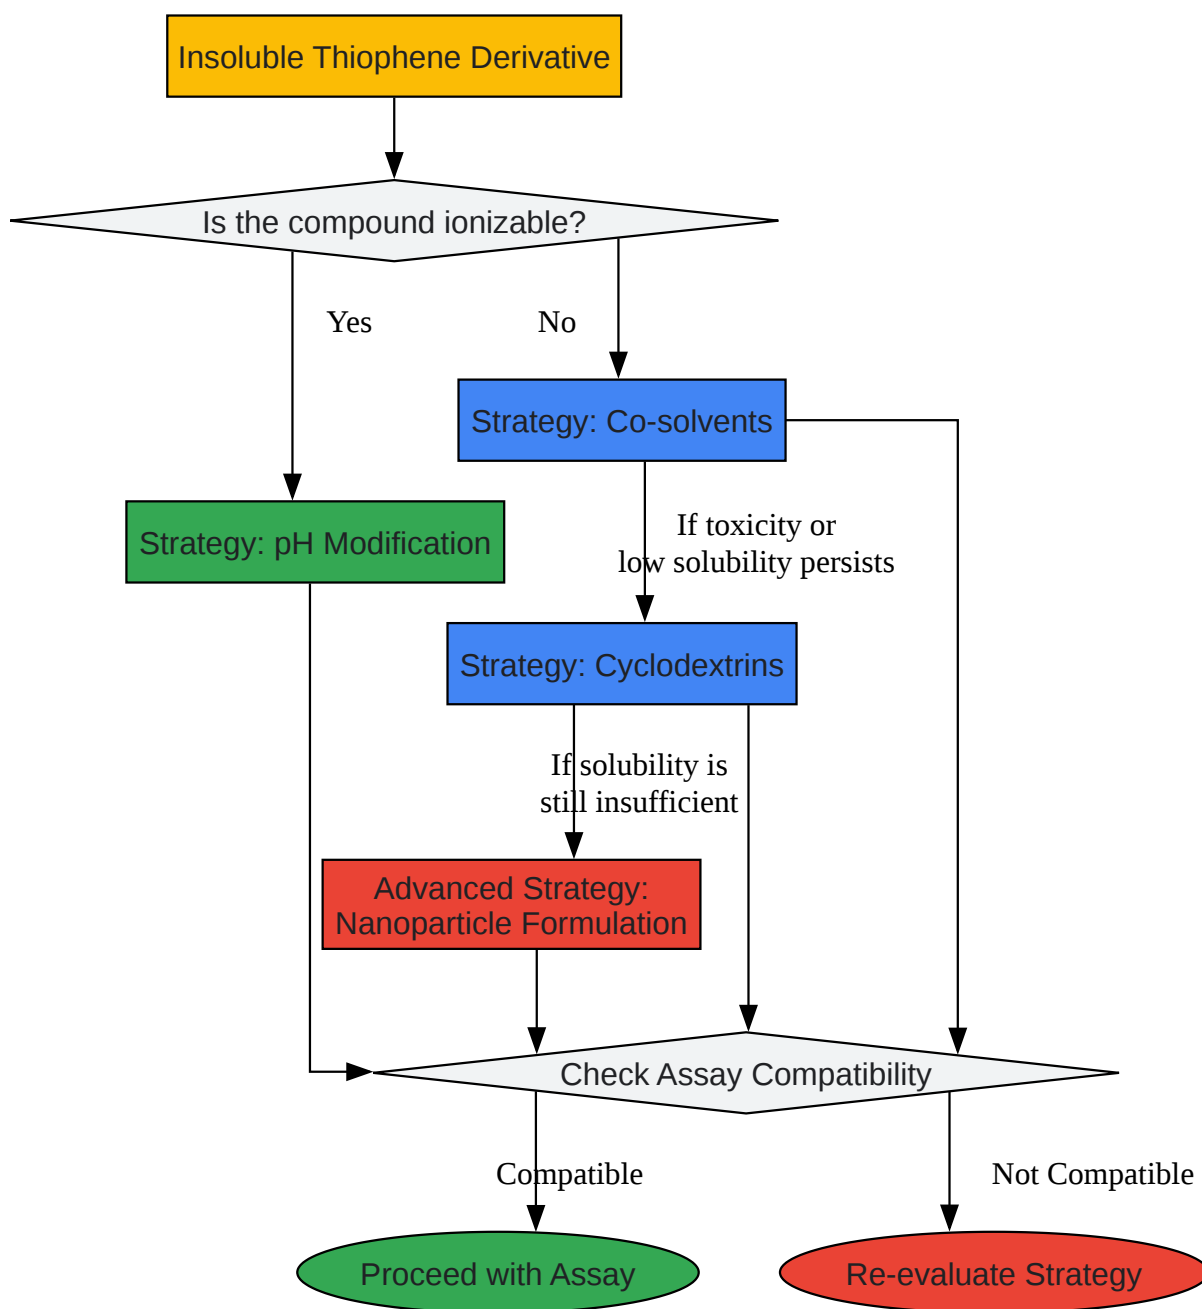 Insoluble Thiophene Derivative
Is the compound ionizable?
Yes
No
Strategy: Co-solvents
If toxicity or
low solubility persists
Strategy: pH Modification
Strategy: Cyclodextrins
If solubility is
still insufficient
Advanced Strategy:
Nanoparticle Formulation
Check Assay Compatibility
Compatible
Not Compatible
Proceed with Assay
Re-evaluate Strategy